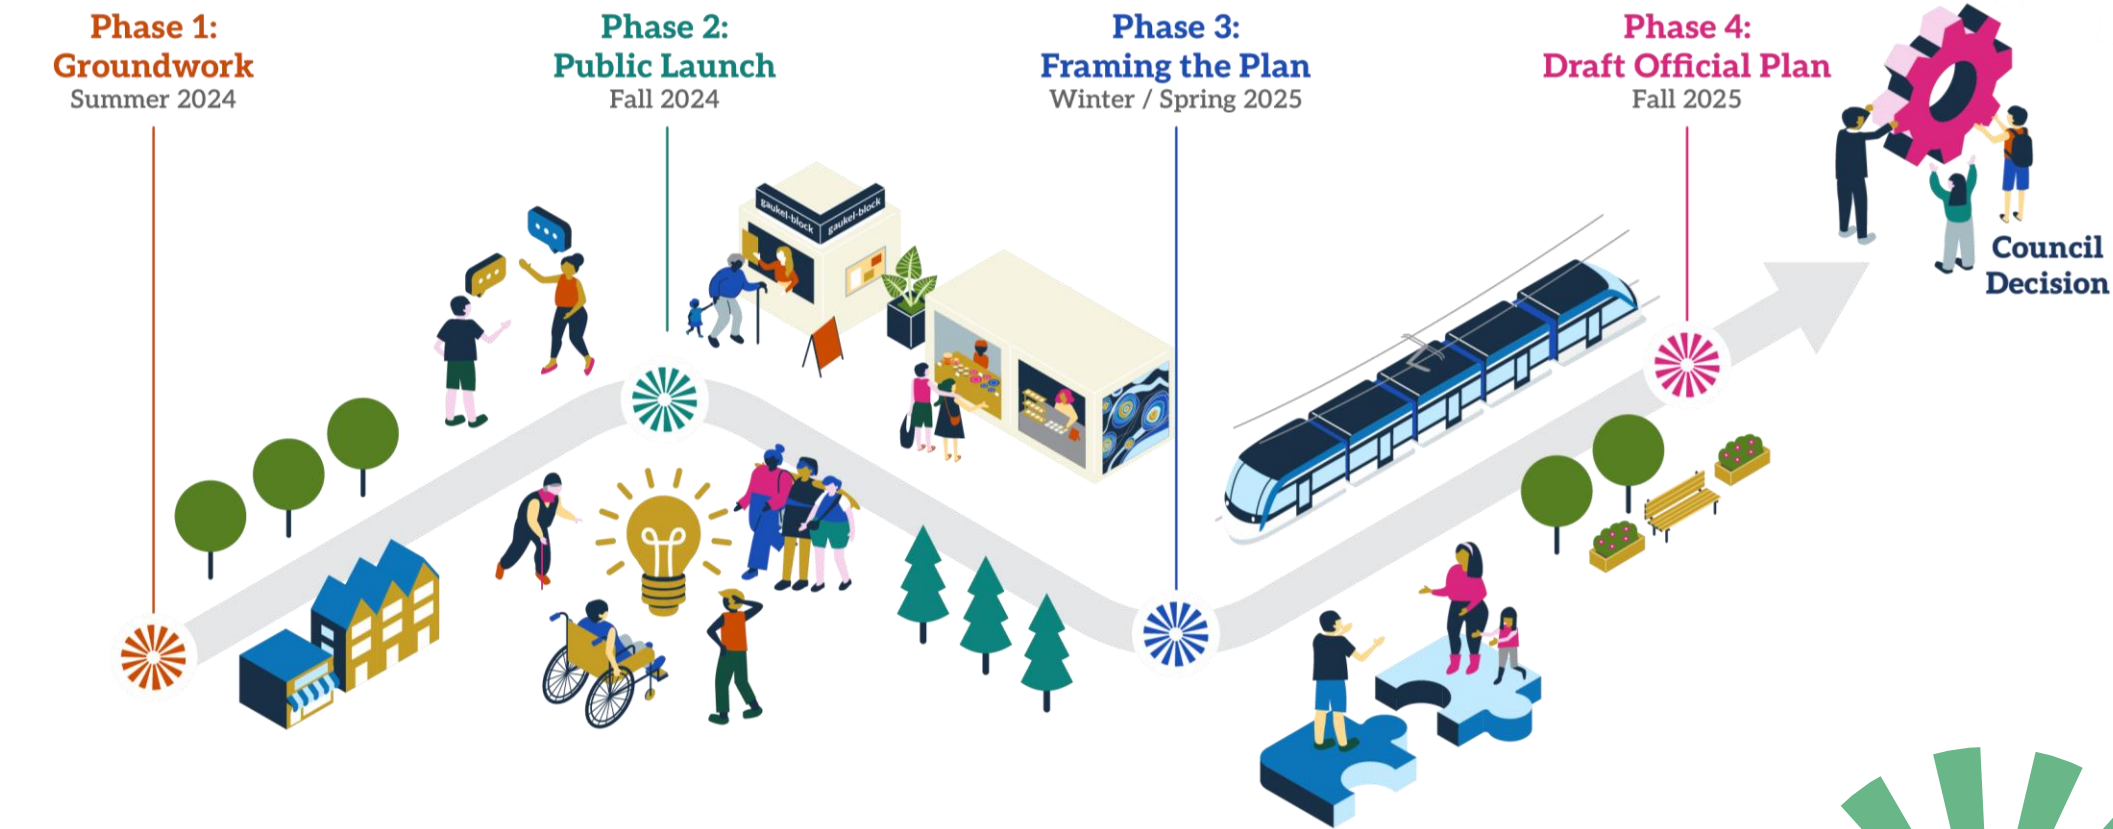 Phase 1:
Groundwork
Summer 2024
Phase 2:
Public Launch
Fall 2024
Phase 3:
Framing the Plan
Winter / Spring 2025
Phase 4:
Draft Official Plan
Fall 2025
gaukel-block
gaukel-block
Council
Decision